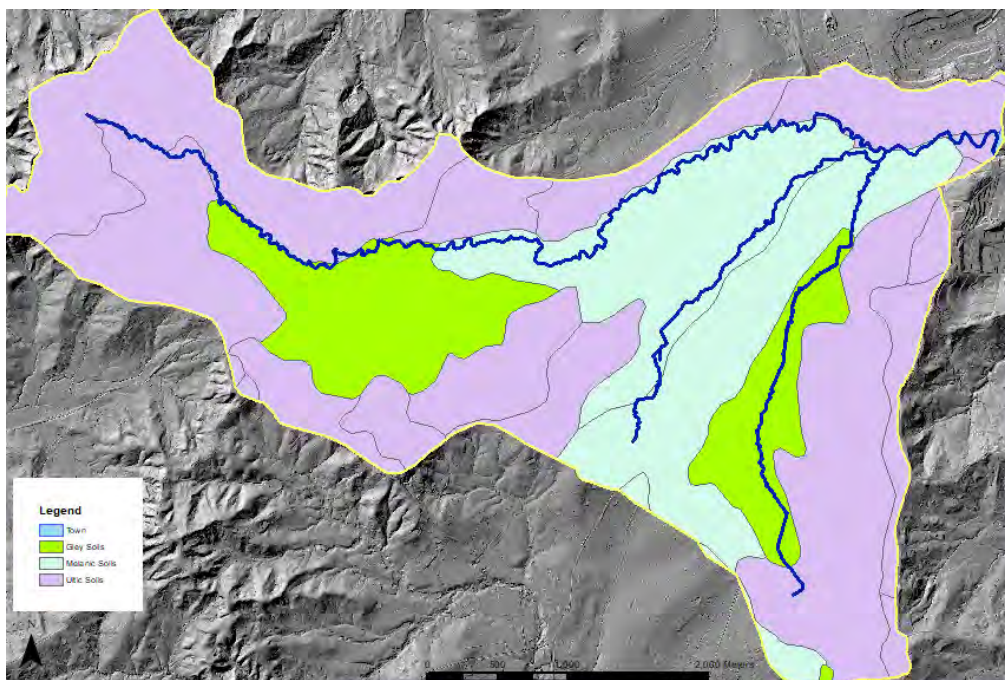 Legend
Town
Gley Soils
Melanic Soils
Ultic Soils
N
0 500 1,000 2,000 Meters